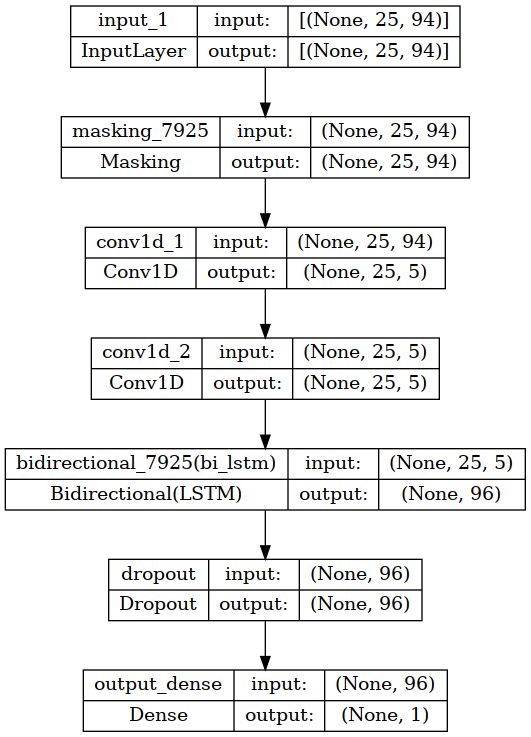 input_1 input: [(None, 25, 94)]
InputLayer output: [(None, 25, 94)]
masking_7925 input: (None, 25, 94)
Masking output: (None, 25, 94)
conv1d_1 input: (None, 25, 94)
Conv1D output: (None, 25, 5)
conv1d_2 input: (None, 25, 5)
Conv1D output: (None, 25, 5)
bidirectional_7925(bi_lstm) input: (None, 25, 5)
Bidirectional(LSTM) output: (None, 96)
dropout input: (None, 96)
Dropout output: (None, 96)
output_dense input: (None, 96)
Dense output: (None, 1)